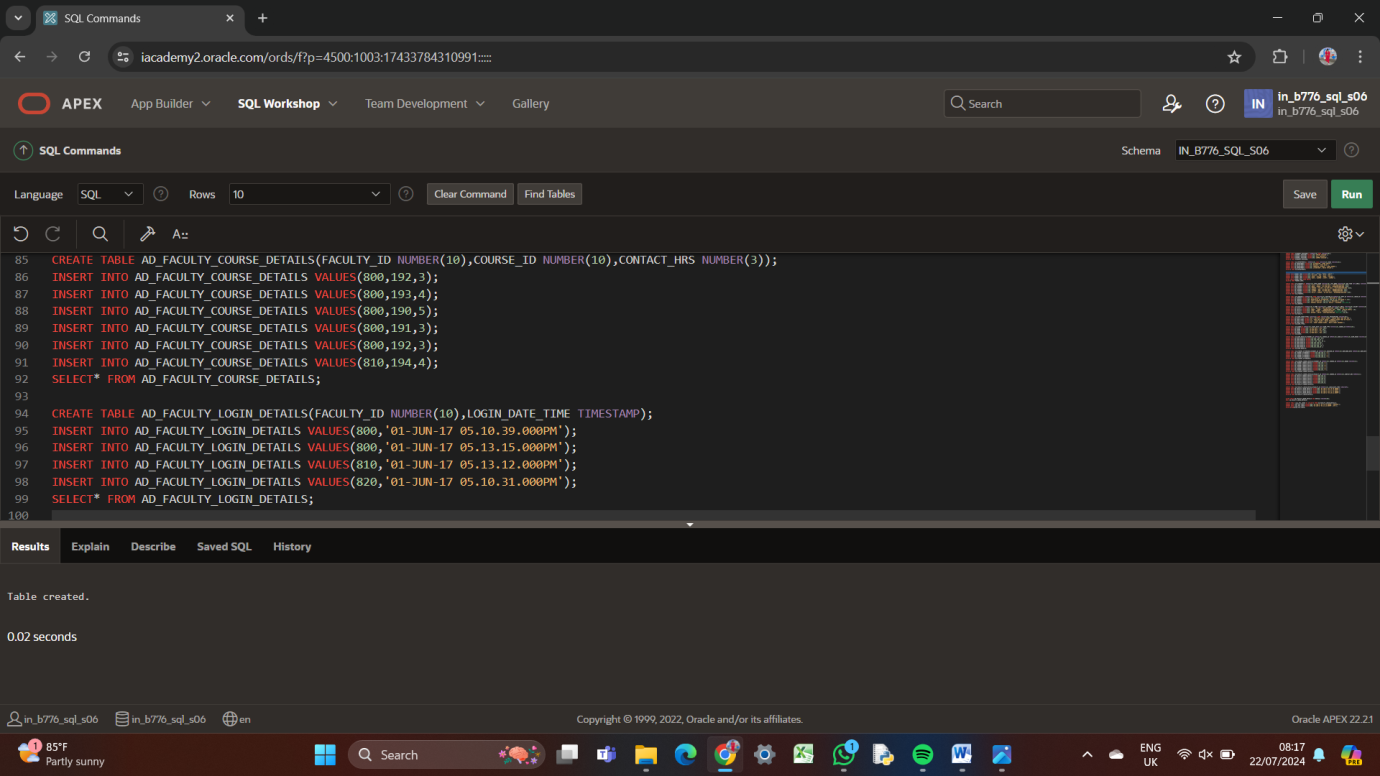 SQL Commands
iacademy2.oracle.com/ords/f?p=4500:1003:17433784310991:::::
APEX App Builder SQL Workshop Team Development Gallery Search IN in_b776_sql_s06
in_b776_sql_s06
SQL Commands Schema IN_B776_SQL_S06
Language SQL Rows 10 Clear Command Find Tables Save Run
A::
85 CREATE TABLE AD_FACULTY_COURSE_DETAILS(FACULTY_ID NUMBER(10),COURSE_ID NUMBER(10),CONTACT_HRS NUMBER(3));
86 INSERT INTO AD_FACULTY_COURSE_DETAILS VALUES(800,192,3);
87 INSERT INTO AD_FACULTY_COURSE_DETAILS VALUES(800,193,4);
88 INSERT INTO AD_FACULTY_COURSE_DETAILS VALUES(800,190,5);
89 INSERT INTO AD_FACULTY_COURSE_DETAILS VALUES(800,191,3);
90 INSERT INTO AD_FACULTY_COURSE_DETAILS VALUES(800,192,3);
91 INSERT INTO AD_FACULTY_COURSE_DETAILS VALUES(810,194,4);
92 SELECT* FROM AD_FACULTY_COURSE_DETAILS;
93
94 CREATE TABLE AD_FACULTY_LOGIN_DETAILS(FACULTY_ID NUMBER(10),LOGIN_DATE_TIME TIMESTAMP);
95 INSERT INTO AD_FACULTY_LOGIN_DETAILS VALUES(800,'01-JUN-17 05.10.39.000PM');
96 INSERT INTO AD_FACULTY_LOGIN_DETAILS VALUES(800,'01-JUN-17 05.13.15.000PM');
97 INSERT INTO AD_FACULTY_LOGIN_DETAILS VALUES(810,'01-JUN-17 05.13.12.000PM');
98 INSERT INTO AD_FACULTY_LOGIN_DETAILS VALUES(820,'01-JUN-17 05.10.31.000PM');
99 SELECT* FROM AD_FACULTY_LOGIN_DETAILS;
100
Results Explain Describe Saved SQL History
Table created.
0.02 seconds
in_b776_sql_s06 in_b776_sql_s06 en Copyright © 1999, 2022, Oracle and/or its affiliates. Oracle APEX 22.2.1
1 85°F
Partly sunny
Search
1
ENG
UK
08:17
22/07/2024
PRE